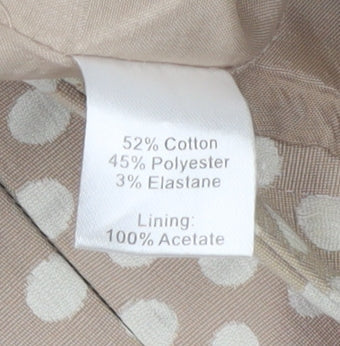 52% Cotton
45% Polyester
3% Elastane
Lining:
100% Acetate